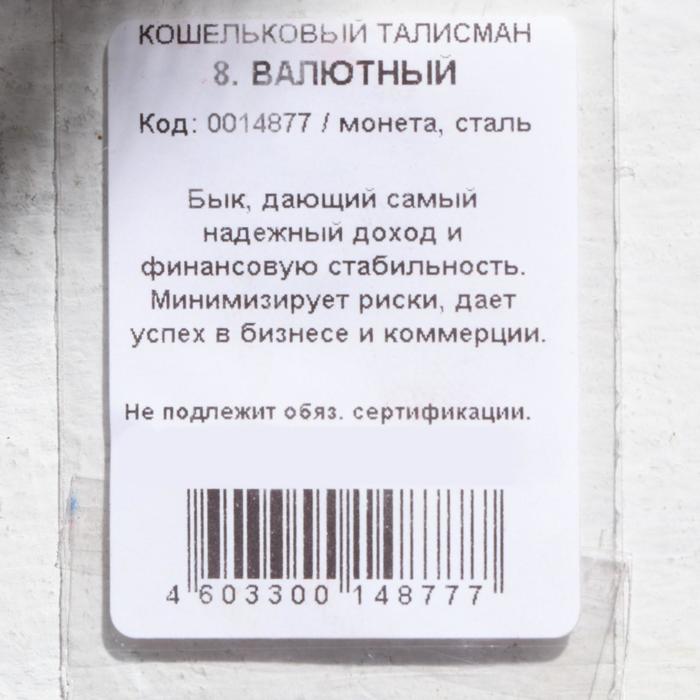 КОШЕЛЬКОВЫЙ ТАЛИСМАН
8. ВАЛЮТНЫЙ
Код: 0014877 / монета, сталь
Бык, дающий самый
надежный доход и
финансовую стабильность.
Минимизирует риски, дает
успех в бизнесе и коммерции.
Не подлежит обяз. сертификации.
4 603300 148777